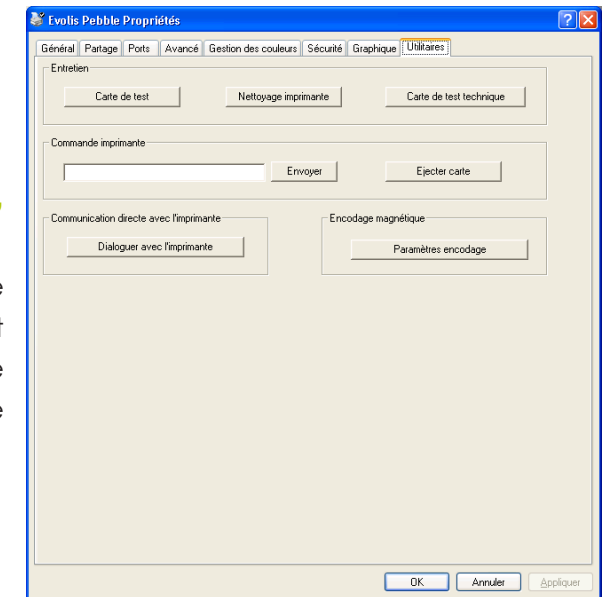 Evolis Pebble Propriétés
Général Partage Ports Avancé Gestion des couleurs Sécurité Graphique Utilitaires
Entretien
Carte de test Nettoyage imprimante Carte de test technique
Commande imprimante
Envoyer Ejecter carte
Communication directe avec l'imprimante Encodage magnétique
Dialoguer avec l'imprimante Paramètres encodage
OK Annuler Appliquer